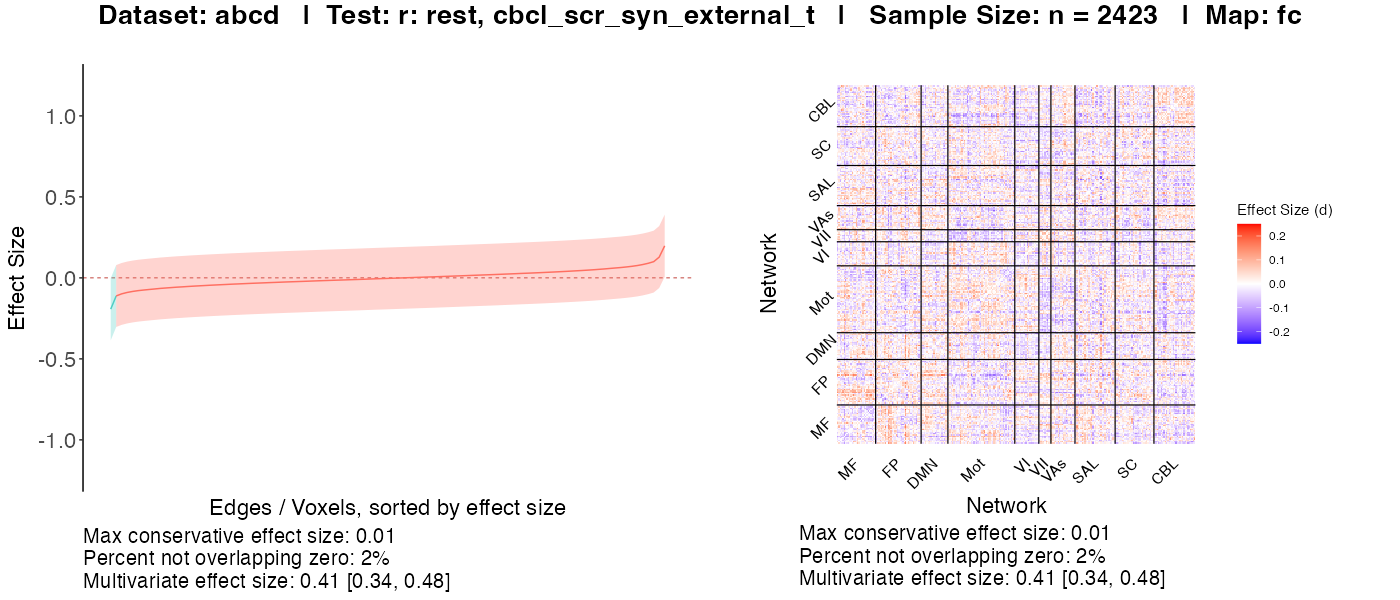 Dataset: abcd | Test: r: rest, cbcl_scr_syn_external_t | Sample Size: n = 2423 | Map: fc
Effect Size
1.0
0.5
0.0
-0.5
-1.0
Edges / Voxels, sorted by effect size
Max conservative effect size: 0.01
Percent not overlapping zero: 2%
Multivariate effect size: 0.41 [0.34, 0.48]
Network
CBL
SC
SAL
VAs
VII
VI
Mot
DMN
FP
MF
MF
FP
DMN
Mot
VI
VII
VAs
SAL
SC
CBL
Network
Effect Size (d)
0.2
0.1
0.0
-0.1
-0.2
Max conservative effect size: 0.01
Percent not overlapping zero: 2%
Multivariate effect size: 0.41 [0.34, 0.48]